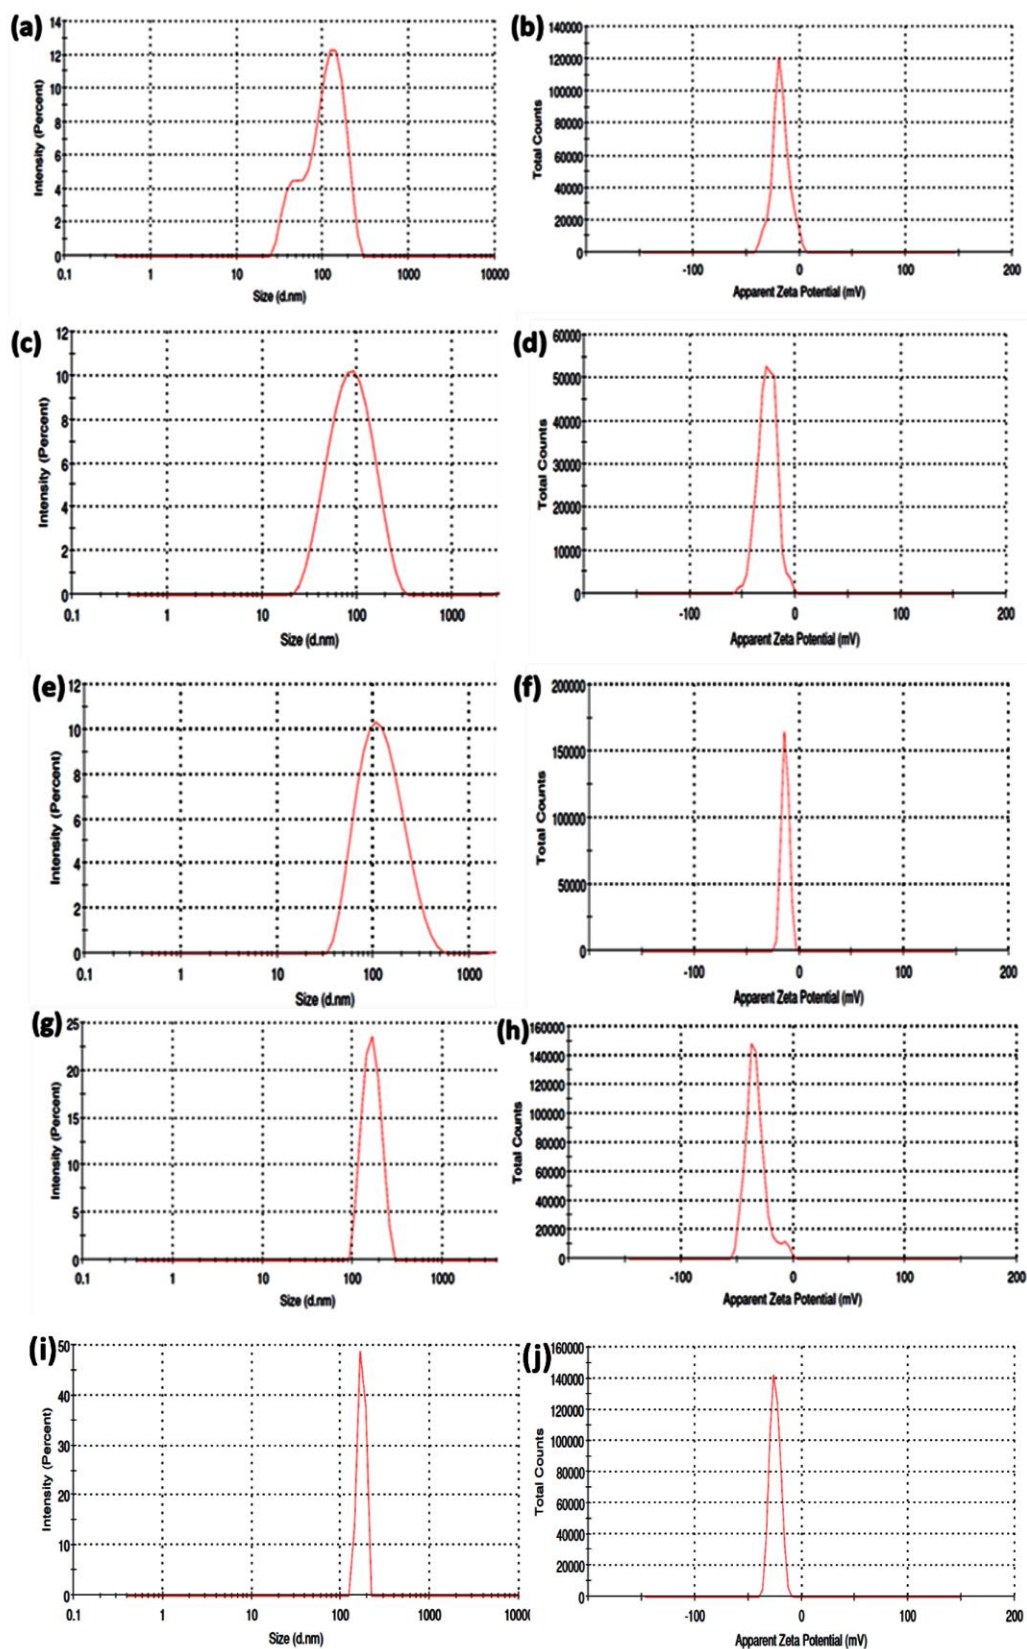 (a)
14
12
10
8
6
4
2
0
Intensity (Percent)
0.1 1 10 100 1000 10000
Size (d.nm)
(b)
140000
120000
100000
80000
60000
40000
20000
0
Total Counts
-100 0 100 200
Apparent Zeta Potential (mV)
(c)
12
10
8
6
4
2
0
Intensity (Percent)
0.1 1 10 100 1000
Size (d.nm)
(d)
60000
50000
40000
30000
20000
10000
0
Total Counts
-100 0 100 200
Apparent Zeta Potential (mV)
(e)
12
10
8
6
4
2
0
Intensity (Percent)
0.1 1 10 100 1000
Size (d.nm)
(f)
200000
150000
100000
50000
0
Total Counts
-100 0 100 200
Apparent Zeta Potential (mV)
(g)
25
20
15
10
5
0
Intensity (Percent)
0.1 1 10 100 1000
Size (d.nm)
(h)
160000
140000
120000
100000
80000
60000
40000
20000
0
Total Counts
-100 0 100 200
Apparent Zeta Potential (mV)
(i)
50
40
30
20
10
0
Intensity (Percent)
0.1 1 10 100 1000 1000
Size (d.nm)
(j)
160000
140000
120000
100000
80000
60000
40000
20000
0
Total Counts
-100 0 100 200
Apparent Zeta Potential (mV)